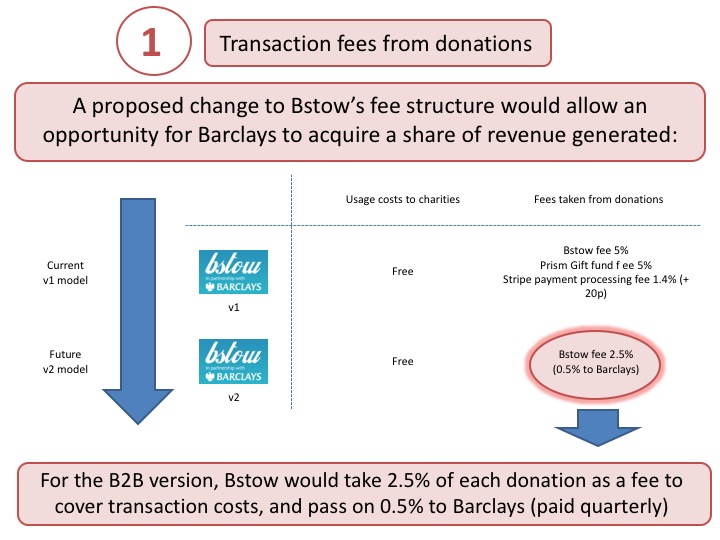 1
Transaction fees from donations
A proposed change to Bstow’s fee structure would allow an
opportunity for Barclays to acquire a share of revenue generated:
Usage costs to charities
Fees taken from donations
Current
v1 model
bstow
in partnership with
BARCLAYS
v1
Free
Bstow fee 5%
Prism Gift fund f ee 5%
Stripe payment processing fee 1.4% (+
20p)
Future
v2 model
bstow
in partnership with
BARCLAYS
v2
Free
Bstow fee 2.5%
(0.5% to Barclays)
For the B2B version, Bstow would take 2.5% of each donation as a fee to
cover transaction costs, and pass on 0.5% to Barclays (paid quarterly)